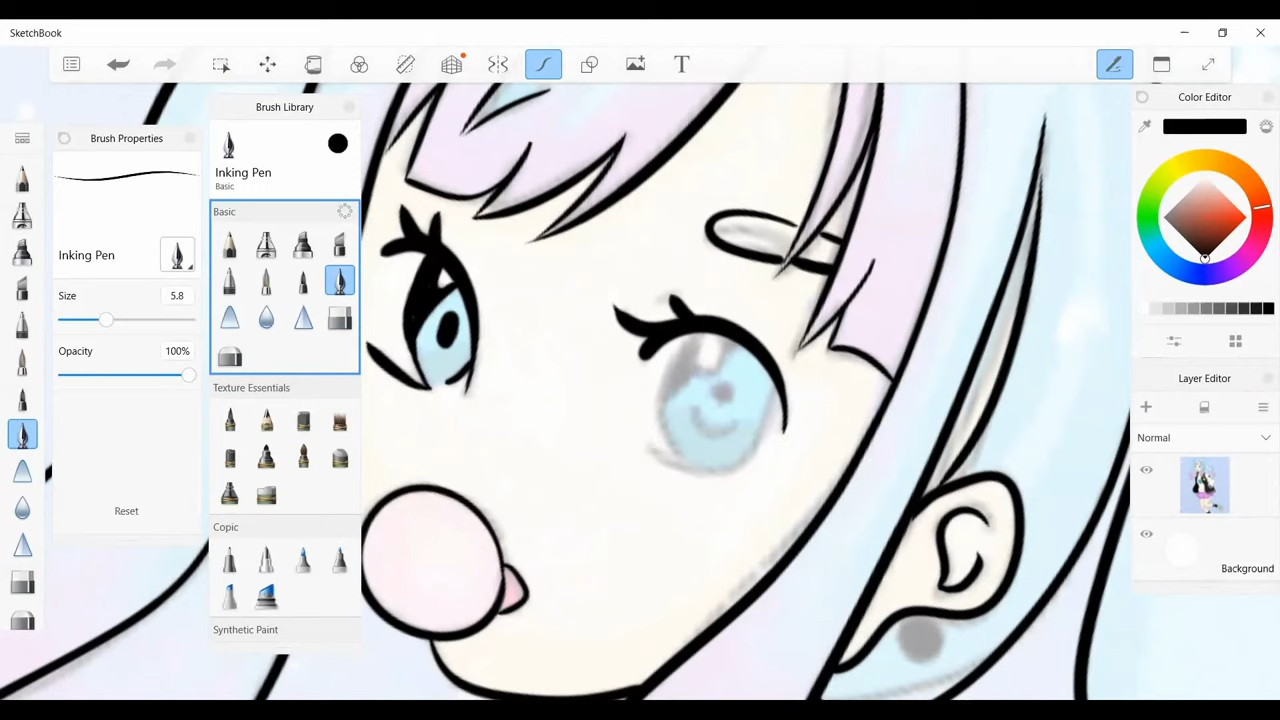 SketchBook
T
Brush Properties
Inking Pen
Size
5.8
Opacity
100%
Reset
Brush Library
Inking Pen
Basic
Basic
Texture Essentials
Copic
Synthetic Paint
Color Editor
Layer Editor
Normal
Background